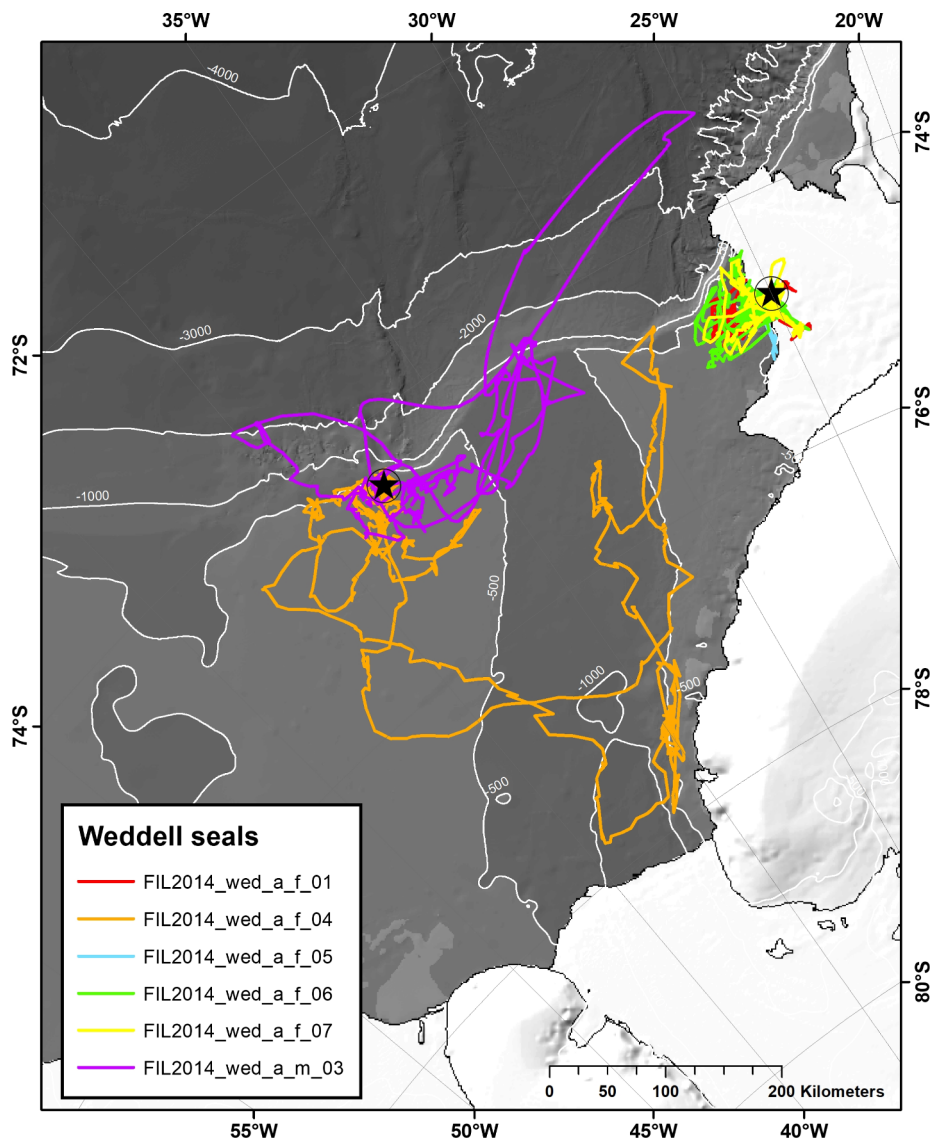 35°W 30°W 25°W 20°W
-4000
74°S
-3000
-2000
72°S
76°S
-1000
-500
-1000
-500
78°S
74°S
-500
Weddell seals
FIL2014_wed_a_f_01
FIL2014_wed_a_f_04
FIL2014_wed_a_f_05
FIL2014_wed_a_f_06
FIL2014_wed_a_f_07
FIL2014_wed_a_m_03
80°S
0 50 100 200 Kilometers
55°W 50°W 45°W 40°W